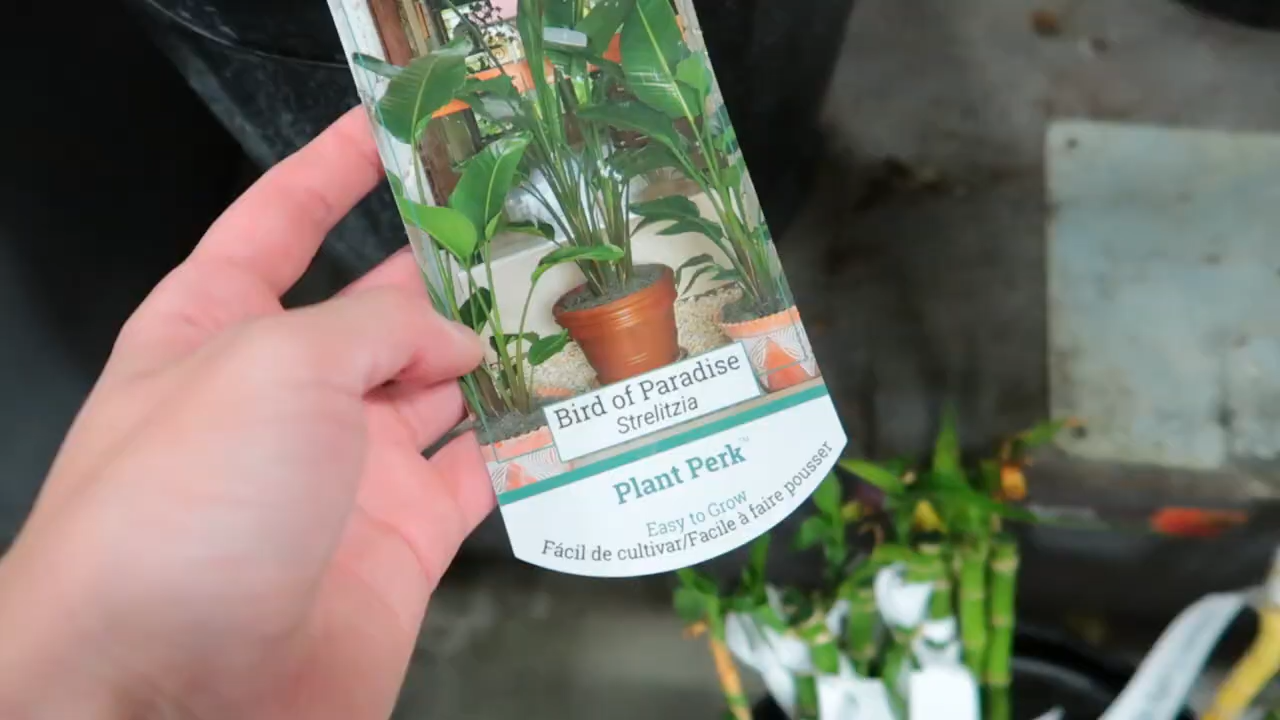 Bird of Paradise
Strelitzia
Plant Perk™
Easy to Grow
Fácil de cultivar/Facile à faire pousser